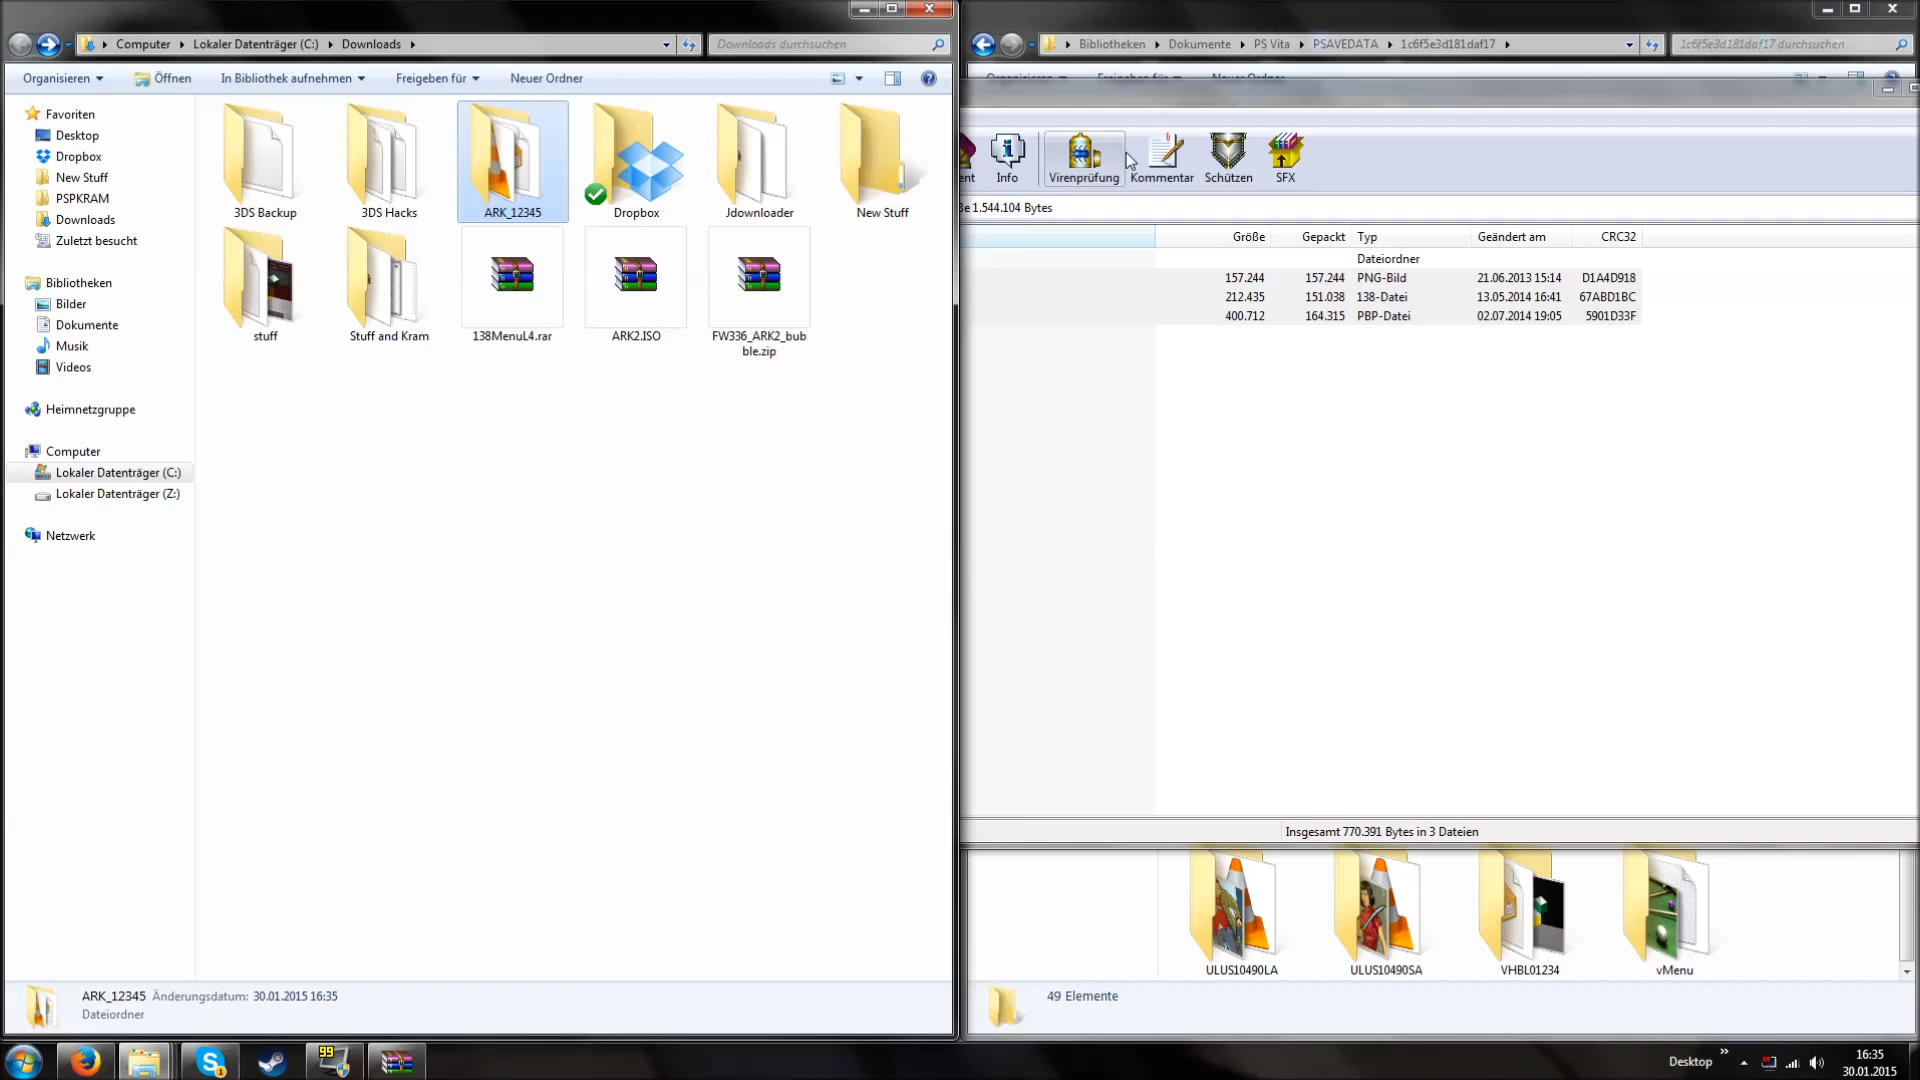 Computer Lokaler Datenträger (C:) Downloads
Downloads durchsuchen
Organisieren Öffnen In Bibliothek aufnehmen Freigeben für Neuer Ordner
Favoriten
Desktop
Dropbox
New Stuff
PSPKRAM
Downloads
Zuletzt besucht
Bibliotheken
Bilder
Dokumente
Musik
Videos
Heimnetzgruppe
Computer
Lokaler Datenträger (C:)
Lokaler Datenträger (Z:)
Netzwerk
3DS Backup
3DS Hacks
ARK_12345
Dropbox
Jdownloader
New Stuff
stuff
Stuff and Kram
138MenuL4.rar
ARK2.ISO
FW336_ARK2_bub
ble.zip
ARK_12345 Änderungsdatum: 30.01.2015 16:35
Dateiordner
Bibliotheken Dokumente PS Vita PSAVEDATA 1c6f5e3d181daf17
1c6f5e3d181daf17 durchsuchen
Organisieren Freigeben für Neuer Ordner
ent Info Virenprüfung Kommentar Schützen SFX
ße 1.544.104 Bytes
Größe Gepackt Typ Geändert am CRC32
Dateiordner
157.244 157.244 PNG-Bild 21.06.2013 15:14 D1A4D918
212.435 151.038 138-Datei 13.05.2014 16:41 67ABD1BC
400.712 164.315 PBP-Datei 02.07.2014 19:05 5901D33F
Insgesamt 770.391 Bytes in 3 Dateien
ULUS10490LA
ULUS10490SA
VHBL01234
vMenu
49 Elemente
99
1
Desktop
16:35
30.01.2015